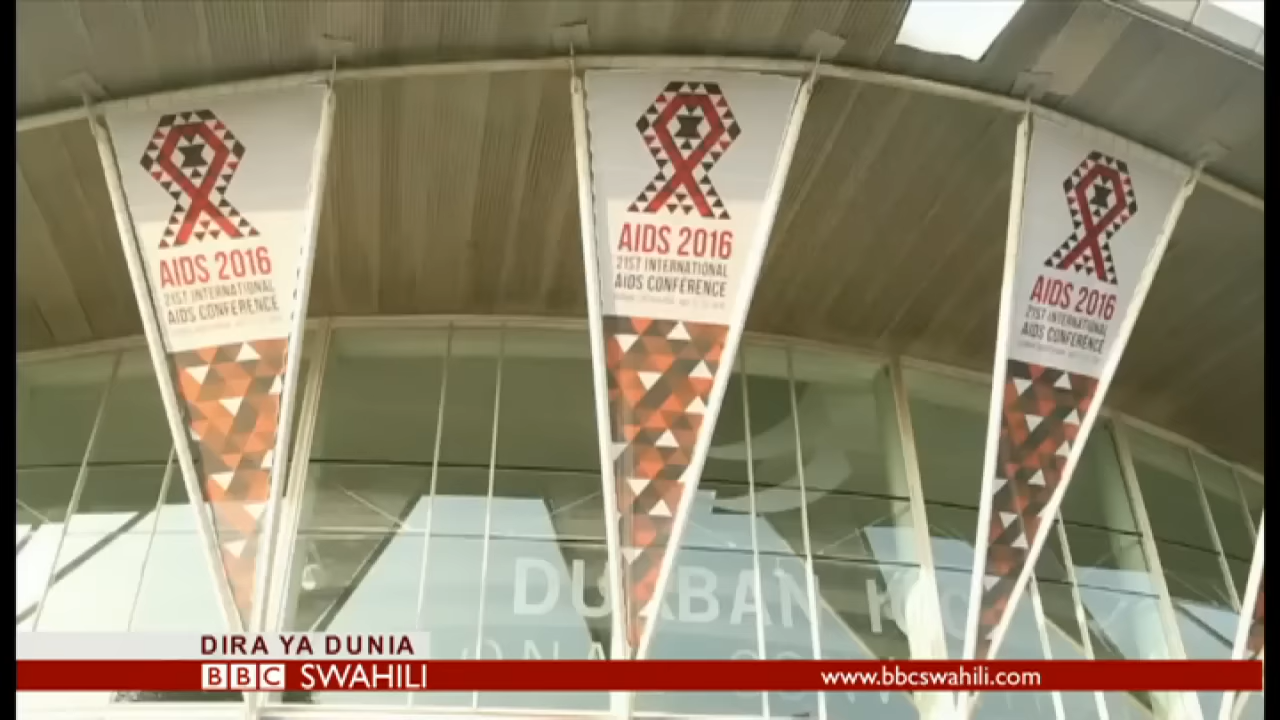 AIDS 2016
21ST INTERNATIONAL
AIDS CONFERENCE
AIDS 2016
21ST INTERNATIONAL
AIDS CONFERENCE
AIDS 2016
21ST INTERNATIONAL
AIDS CONFERENCE
DURBAN
DIRA YA DUNIA
BBC SWAHILI
www.bbcswahili.com